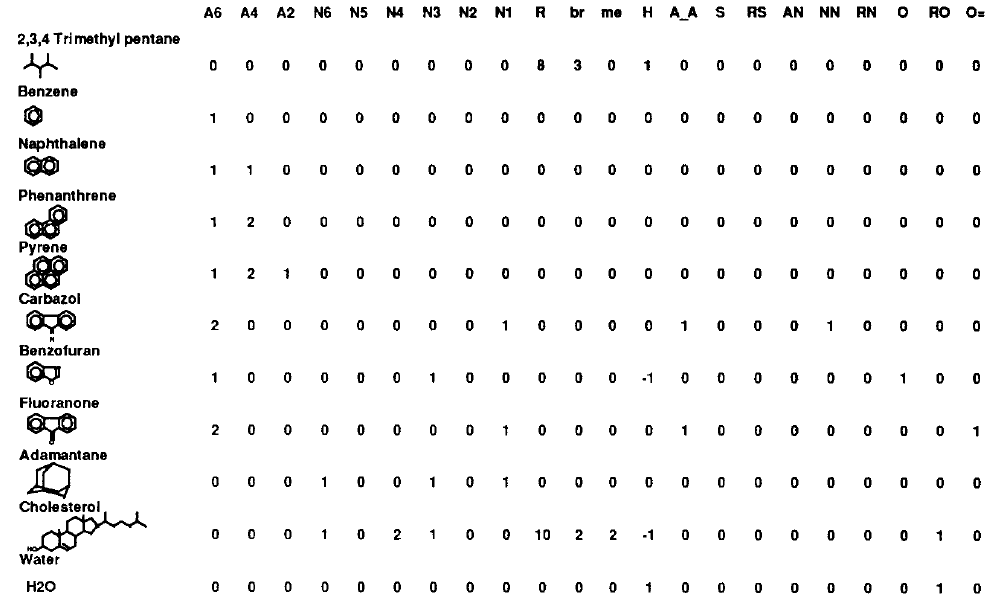 A6 A4 A2 N6 N5 N4 N3 N2 N1 R br me H A_A S RS AN NN RN O RO O=
2,3,4 Trimethyl pentane
0 0 0 0 0 0 0 0 0 8 3 0 1 0 0 0 0 0 0 0 0 0
Benzene
1 0 0 0 0 0 0 0 0 0 0 0 0 0 0 0 0 0 0 0 0 0
Naphthalene
1 1 0 0 0 0 0 0 0 0 0 0 0 0 0 0 0 0 0 0 0 0
Phenanthrene
1 2 0 0 0 0 0 0 0 0 0 0 0 0 0 0 0 0 0 0 0 0
Pyrene
1 2 1 0 0 0 0 0 0 0 0 0 0 0 0 0 0 0 0 0 0 0
Carbazol
2 0 0 0 0 0 0 0 1 0 0 0 0 1 0 0 0 1 0 0 0 0
N
Benzofuran
1 0 0 0 0 0 1 0 0 0 0 0 -1 0 0 0 0 0 0 1 0 0
O
Fluoranone
2 0 0 0 0 0 0 0 1 0 0 0 0 1 0 0 0 0 0 0 0 1
O
Adamantane
0 0 0 1 0 0 1 0 1 0 0 0 0 0 0 0 0 0 0 0 0 0
Cholesterol
0 0 0 1 0 2 1 0 0 10 2 2 -1 0 0 0 0 0 0 0 1 0
HO
Water
H2O 0 0 0 0 0 0 0 0 0 0 0 0 1 0 0 0 0 0 0 0 1 0